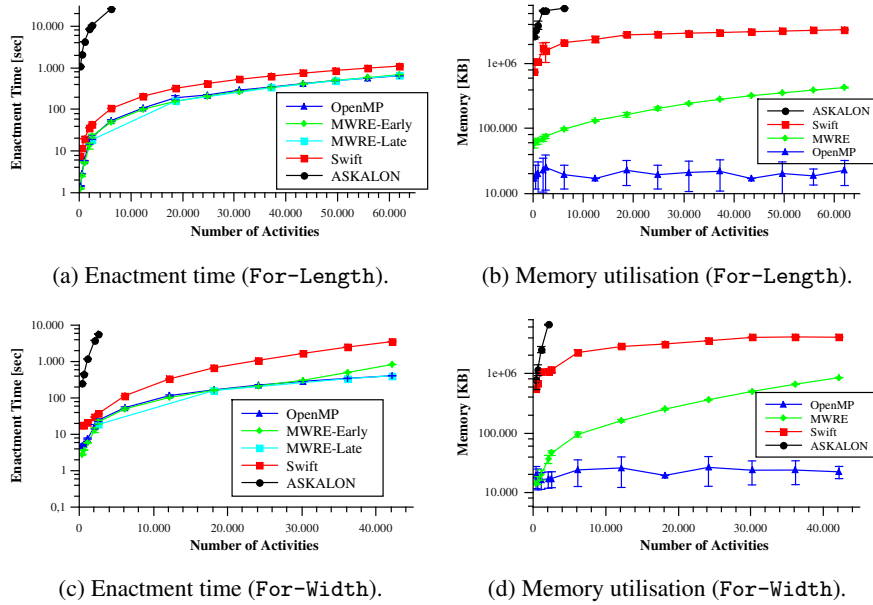 10.000
1.000
100
10
1
Enactment Time [sec]
OpenMP
MWRE-Early
MWRE-Late
Swift
ASKALON
0 10.000 20.000 30.000 40.000 50.000 60.000
Number of Activities
(a) Enactment time (For-Length).
1e+06
100.000
10.000
Memory [KB]
ASKALON
Swift
MWRE
OpenMP
0 10.000 20.000 30.000 40.000 50.000 60.000
Number of Activities
(b) Memory utilisation (For-Length).
10.000
1.000
100
10
1
0,1
Enactment Time [sec]
OpenMP
MWRE-Early
MWRE-Late
Swift
ASKALON
0 10.000 20.000 30.000 40.000
Number of Activities
(c) Enactment time (For-Width).
1e+06
100.000
10.000
Memory [KB]
OpenMP
MWRE
Swift
ASKALON
0 10.000 20.000 30.000 40.000
Number of Activities
(d) Memory utilisation (For-Width).